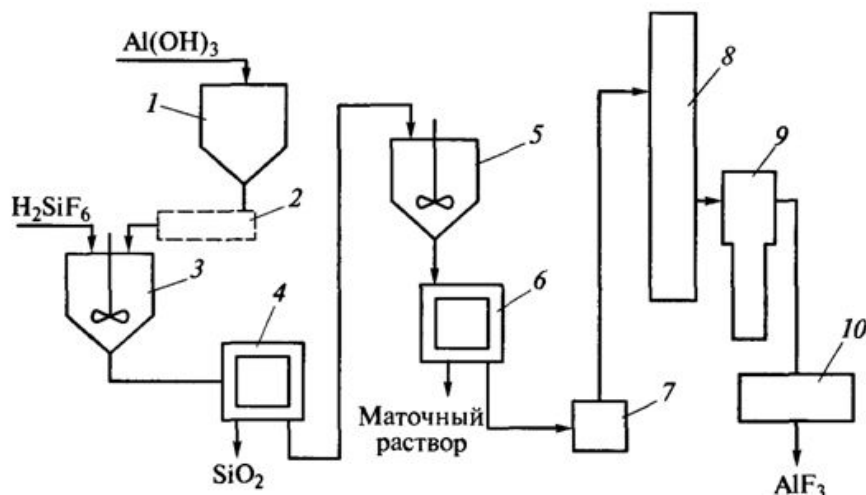 Al(OH)3
1
2
H2SiF6
3
4
SiO2
5
6
Маточный
раствор
7
8
9
10
AlF3